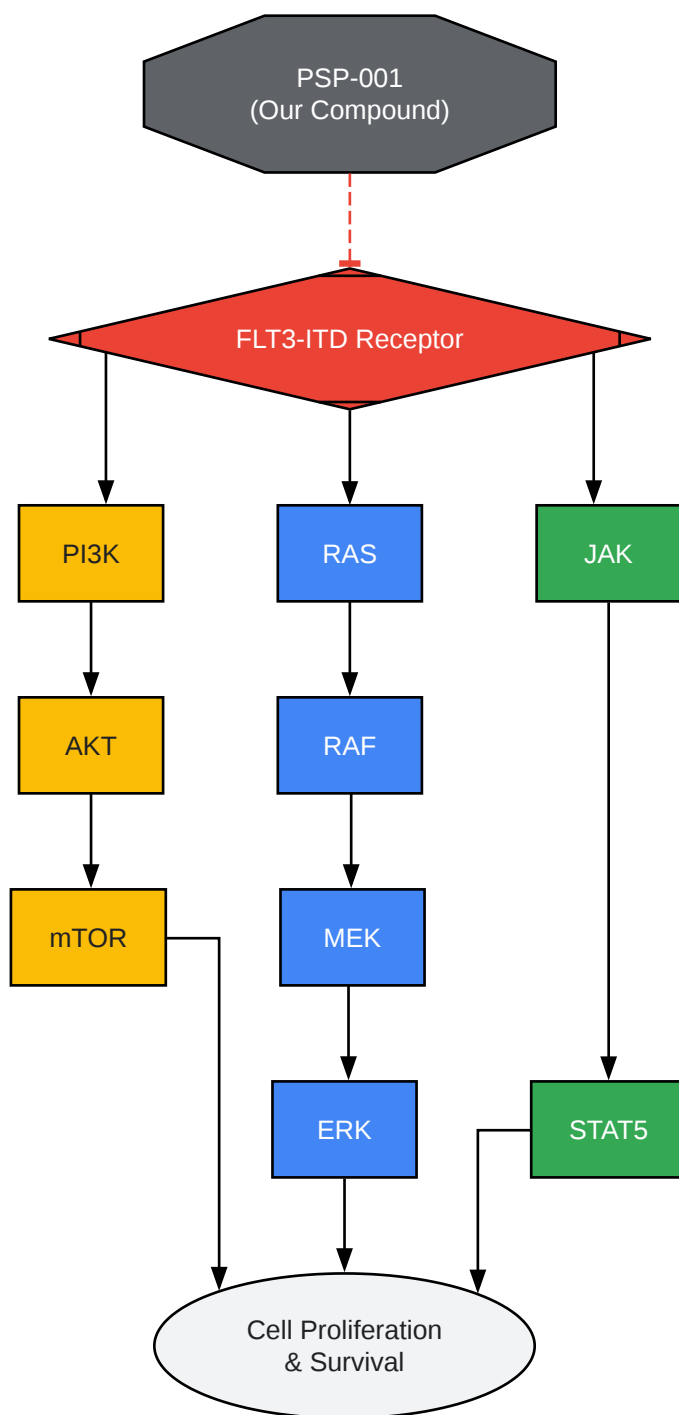 PSP-001
(Our Compound)
FLT3-ITD Receptor
PI3K
RAS
JAK
AKT
RAF
mTOR
MEK
ERK
STAT5
Cell Proliferation
& Survival